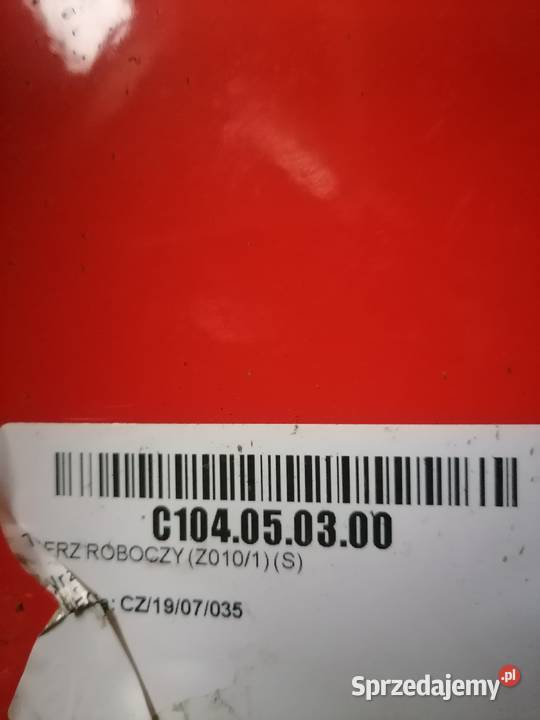 C104.05.03.00
ERZ ROBOCZY (Z010/1) (S)
: CZ/19/07/035
Sprzedajemy.pl